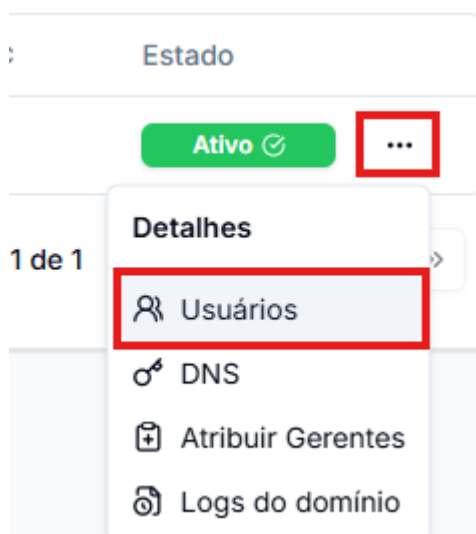 Estado
Ativo
Detalhes
1 de 1
Usuários
DNS
Atribuir Gerentes
Logs do domínio